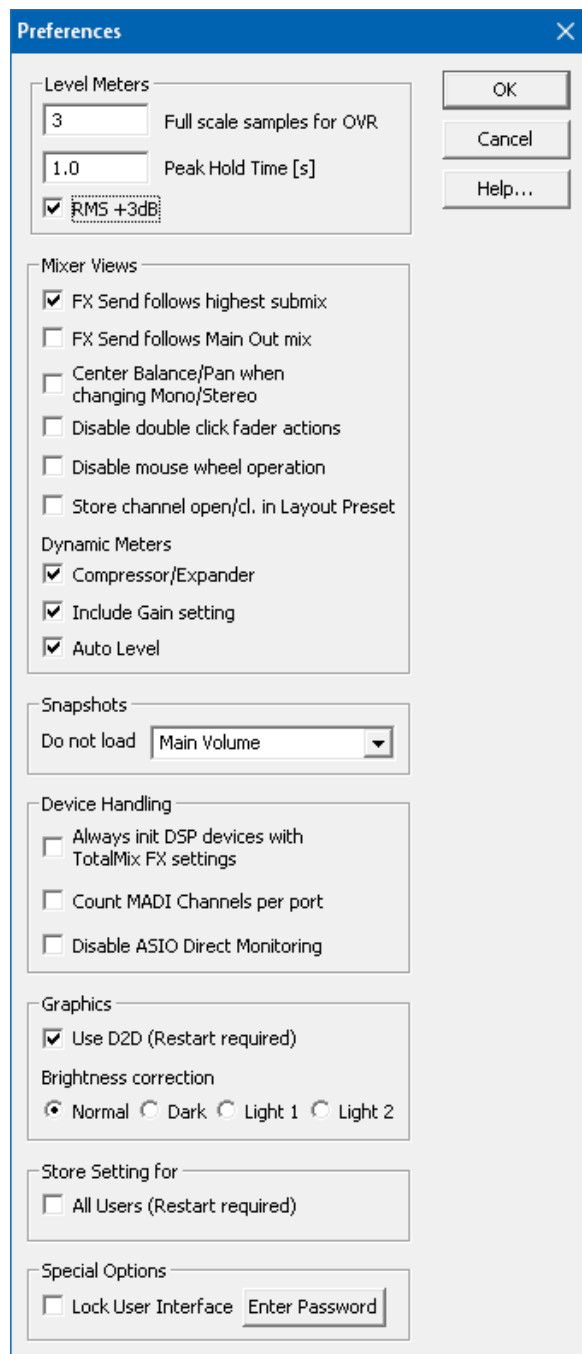 Preferences
Level Meters
OK
3 Full scale samples for OVR
Cancel
1.0 Peak Hold Time [s]
Help...
RMS +3dB
Mixer Views
FX Send follows highest submix
FX Send follows Main Out mix
Center Balance/Pan when
changing Mono/Stereo
Disable double click fader actions
Disable mouse wheel operation
Store channel open/cl. in Layout Preset
Dynamic Meters
Compressor/Expander
Include Gain setting
Auto Level
Snapshots
Do not load Main Volume
Device Handling
Always init DSP devices with
TotalMix FX settings
Count MADI Channels per port
Disable ASIO Direct Monitoring
Graphics
Use D2D (Restart required)
Brightness correction
Normal Dark Light 1 Light 2
Store Setting for
All Users (Restart required)
Special Options
Lock User Interface Enter Password